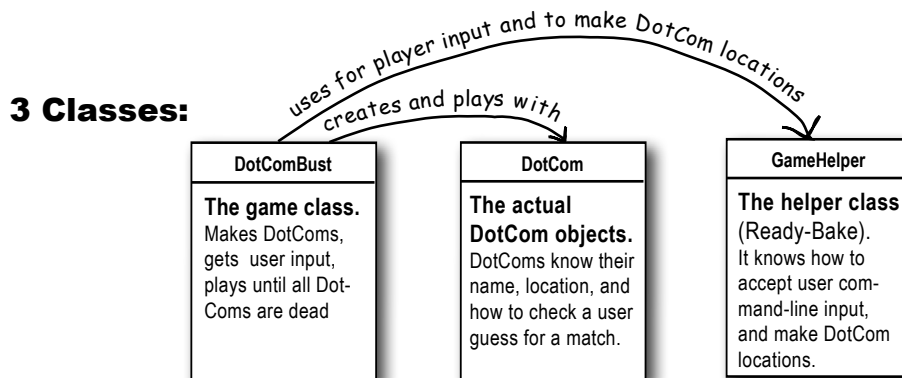 uses for player input and to make DotCom locations
creates and plays with
3 Classes:
DotComBust
The game class.
Makes DotComs,
gets user input,
plays until all Dot-
Coms are dead
DotCom
The actual
DotCom objects.
DotComs know their
name, location, and
how to check a user
guess for a match.
GameHelper
The helper class
(Ready-Bake).
It knows how to
accept user com-
mand-line input,
and make DotCom
locations.